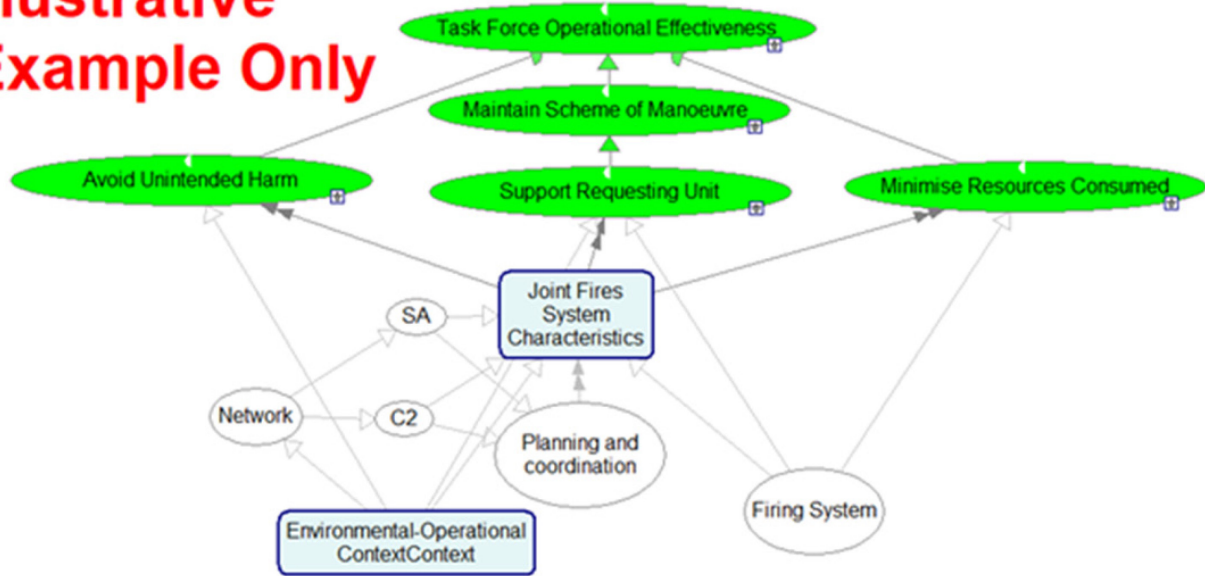 lustrative
Example Only
Task Force Operational Effectiveness
Maintain Scheme of Manoeuvre
Avoid Unintended Harm
Support Requesting Unit
Minimise Resources Consumed
Joint Fires
System
Characteristics
SA
Network
C2
Planning and
coordination
Firing System
Environmental-Operational
ContextContext